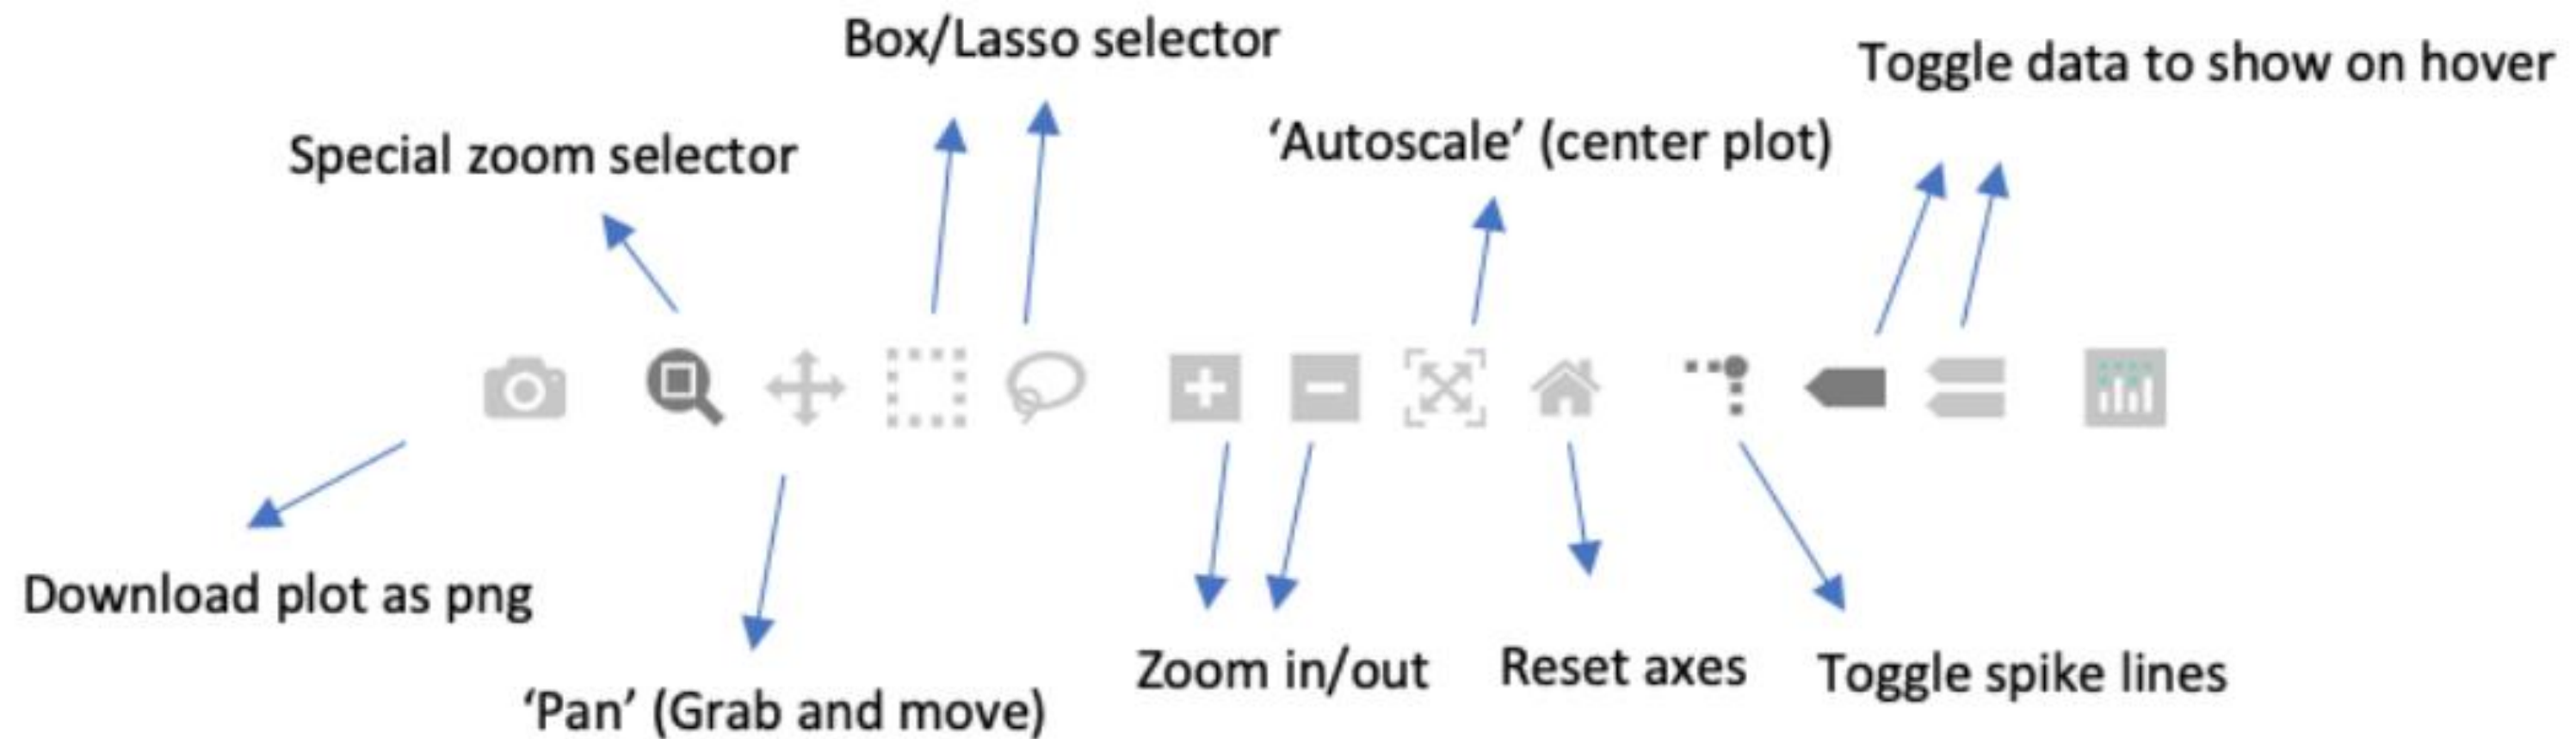 Box/Lasso selector
Toggle data to show on hover
Special zoom selector
‘Autoscale’ (center plot)
Download plot as png
‘Pan’ (Grab and move)
Zoom in/out
Reset axes
Toggle spike lines